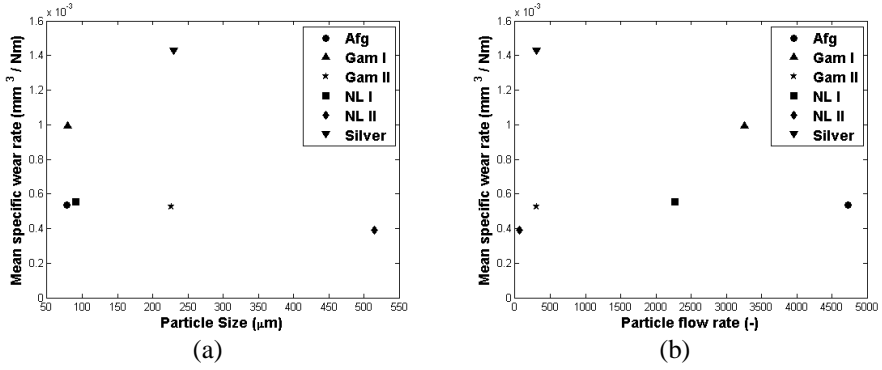 1.6 x 10⁻³
1.4
1.2
1
0.8
0.6
0.4
0.2
0
Mean specific wear rate (mm³ / Nm)
50 100 150 200 250 300 350 400 450 500 550
Particle Size (μm)
Afg
Gam I
Gam II
NL I
NL II
Silver
(a)
1.6 x 10⁻³
1.4
1.2
1
0.8
0.6
0.4
0.2
0
Mean specific wear rate (mm³ / Nm)
0 500 1000 1500 2000 2500 3000 3500 4000 4500 5000
Particle flow rate (-)
Afg
Gam I
Gam II
NL I
NL II
Silver
(b)